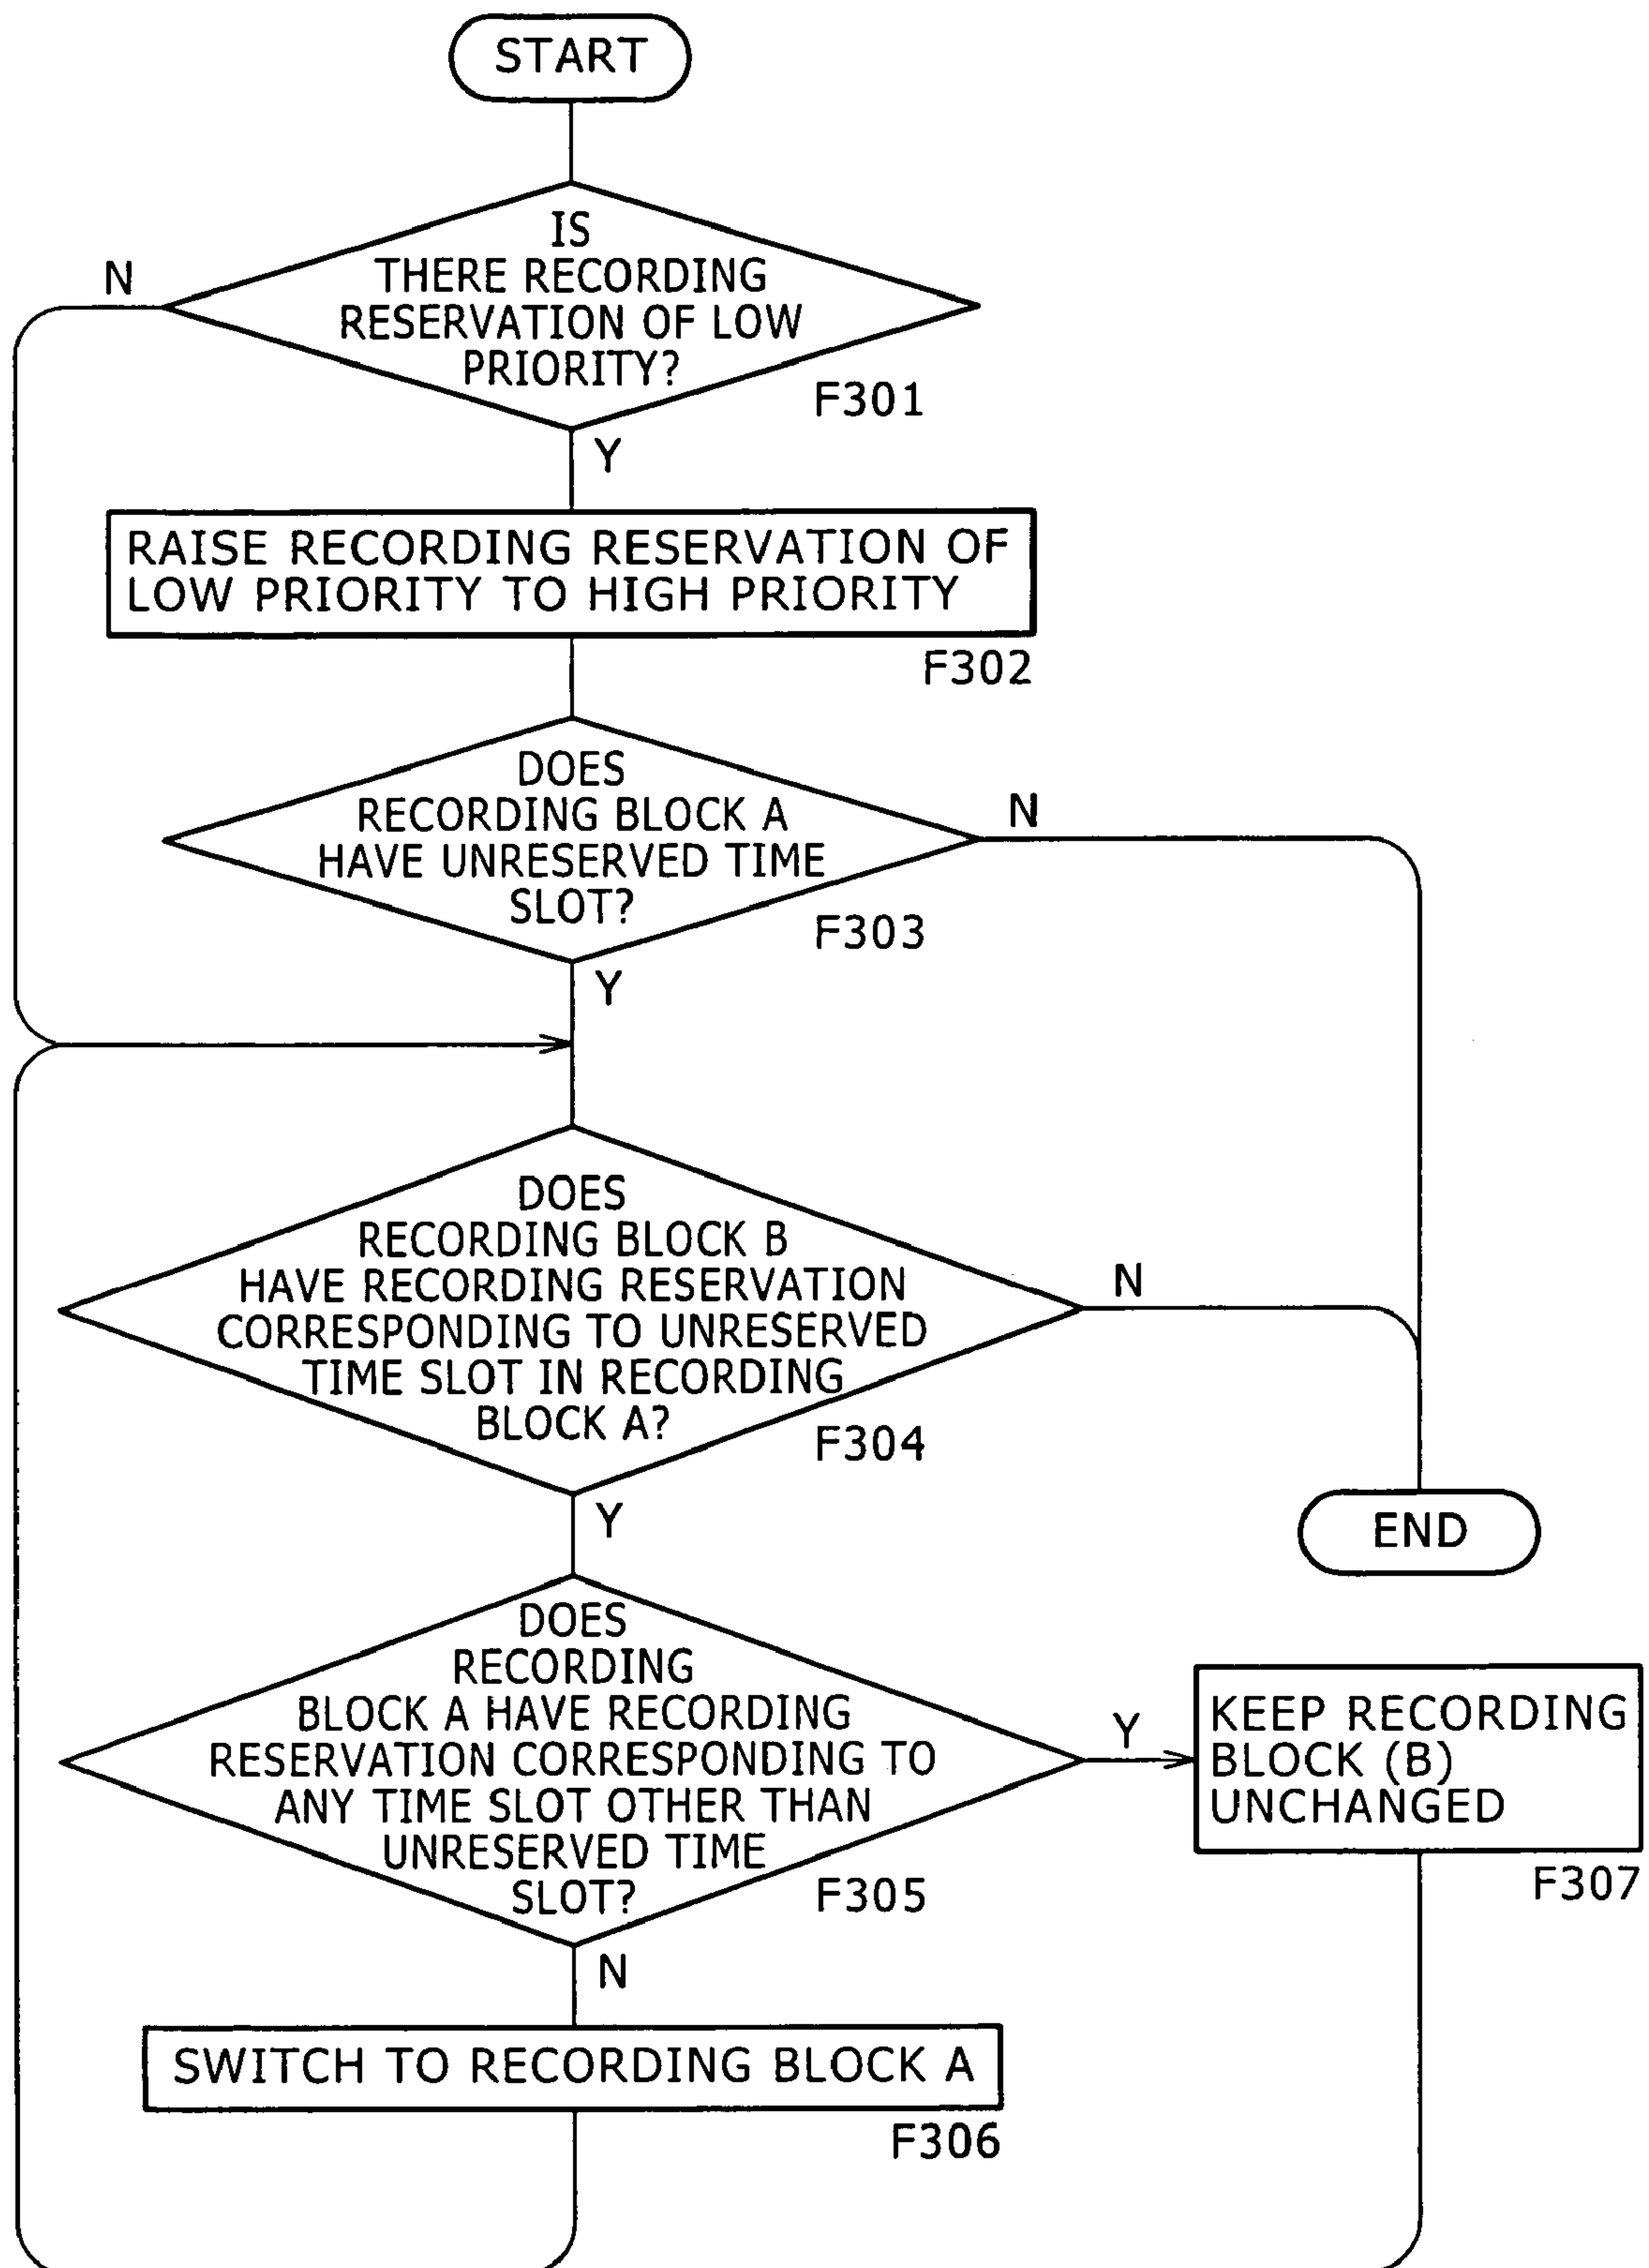 START
IS
THERE RECORDING
RESERVATION OF LOW
PRIORITY?
N
F301
Y
RAISE RECORDING RESERVATION OF
LOW PRIORITY TO HIGH PRIORITY
F302
DOES
RECORDING BLOCK A
HAVE UNRESERVED TIME
SLOT?
N
F303
Y
DOES
RECORDING BLOCK B
HAVE RECORDING RESERVATION
CORRESPONDING TO UNRESERVED
TIME SLOT IN RECORDING
BLOCK A?
N
F304
Y
END
DOES
RECORDING
BLOCK A HAVE RECORDING
RESERVATION CORRESPONDING TO
ANY TIME SLOT OTHER THAN
UNRESERVED TIME
SLOT?
F305
Y
KEEP RECORDING
BLOCK (B)
UNCHANGED
F307
N
SWITCH TO RECORDING BLOCK A
F306